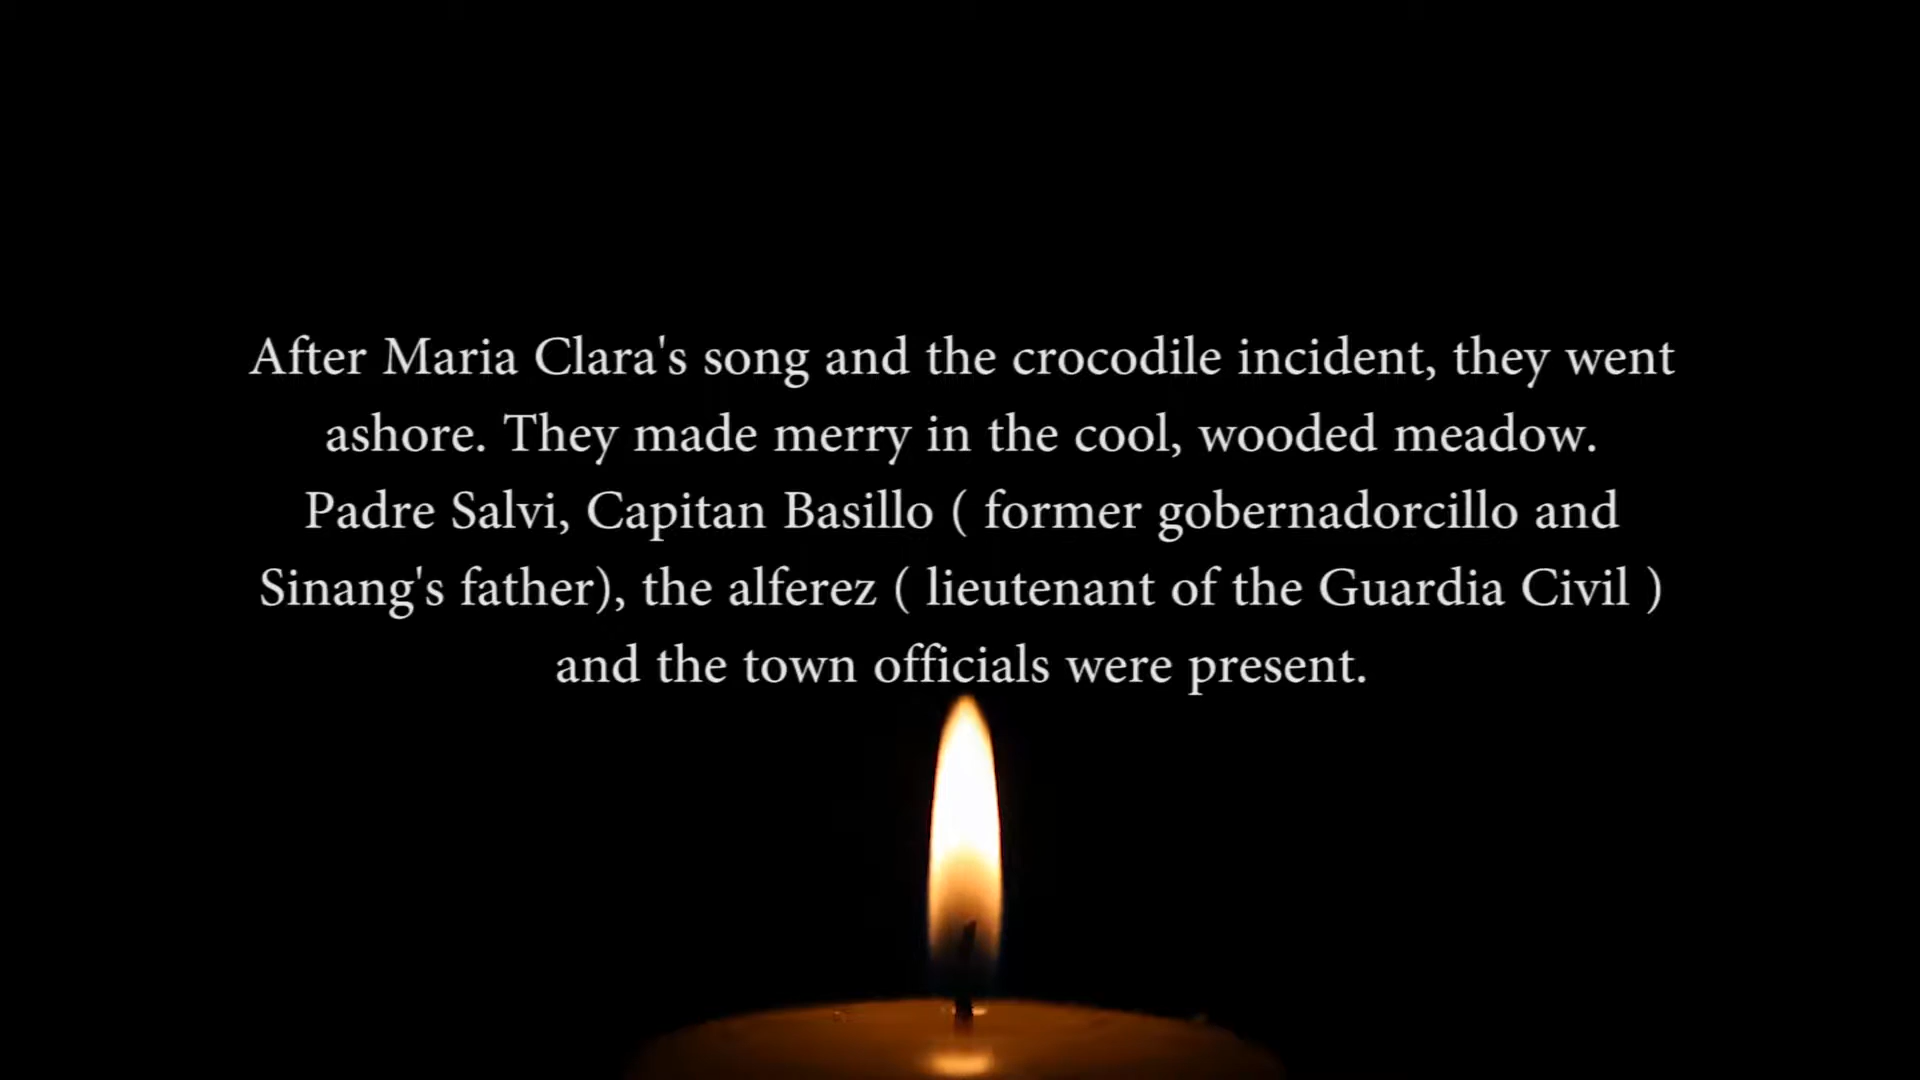 After Maria Clara's song and the crocodile incident, they went
ashore. They made merry in the cool, wooded meadow.
Padre Salvi, Capitan Basillo ( former gobernadorcillo and
Sinang's father), the alferez ( lieutenant of the Guardia Civil )
and the town officials were present.